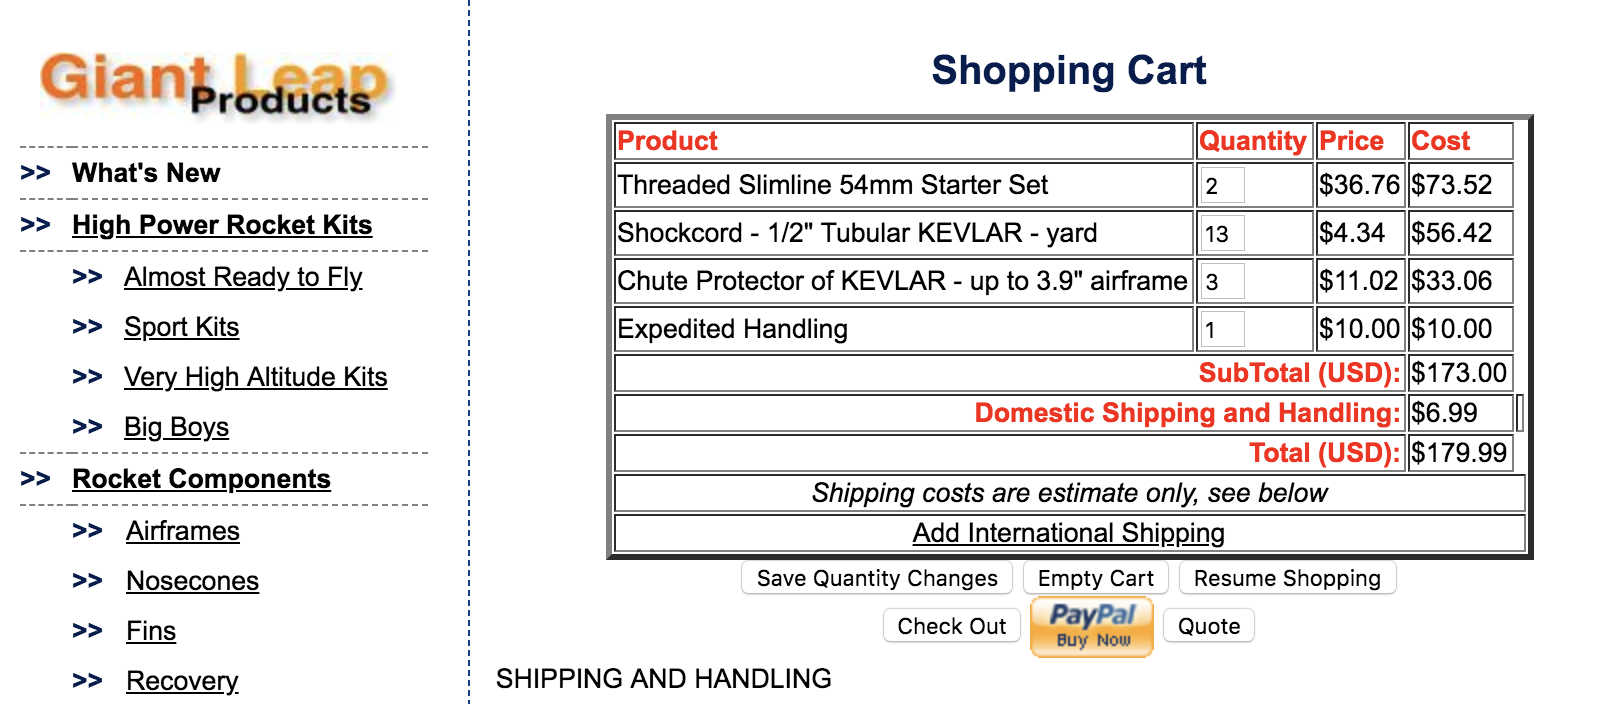 Giant Leap
Products
>> What's New
>> High Power Rocket Kits
>> Almost Ready to Fly
>> Sport Kits
>> Very High Altitude Kits
>> Big Boys
>> Rocket Components
>> Airframes
>> Nosecones
>> Fins
>> Recovery
Shopping Cart
Product Quantity Price Cost
Threaded Slimline 54mm Starter Set 2 $36.76 $73.52
Shockcord - 1/2" Tubular KEVLAR - yard 13 $4.34 $56.42
Chute Protector of KEVLAR - up to 3.9" airframe 3 $11.02 $33.06
Expedited Handling 1 $10.00 $10.00
SubTotal (USD): $173.00
Domestic Shipping and Handling: $6.99
Total (USD): $179.99
Shipping costs are estimate only, see below
Add International Shipping
Save Quantity Changes Empty Cart Resume Shopping
Check Out PayPal Buy Now Quote
SHIPPING AND HANDLING